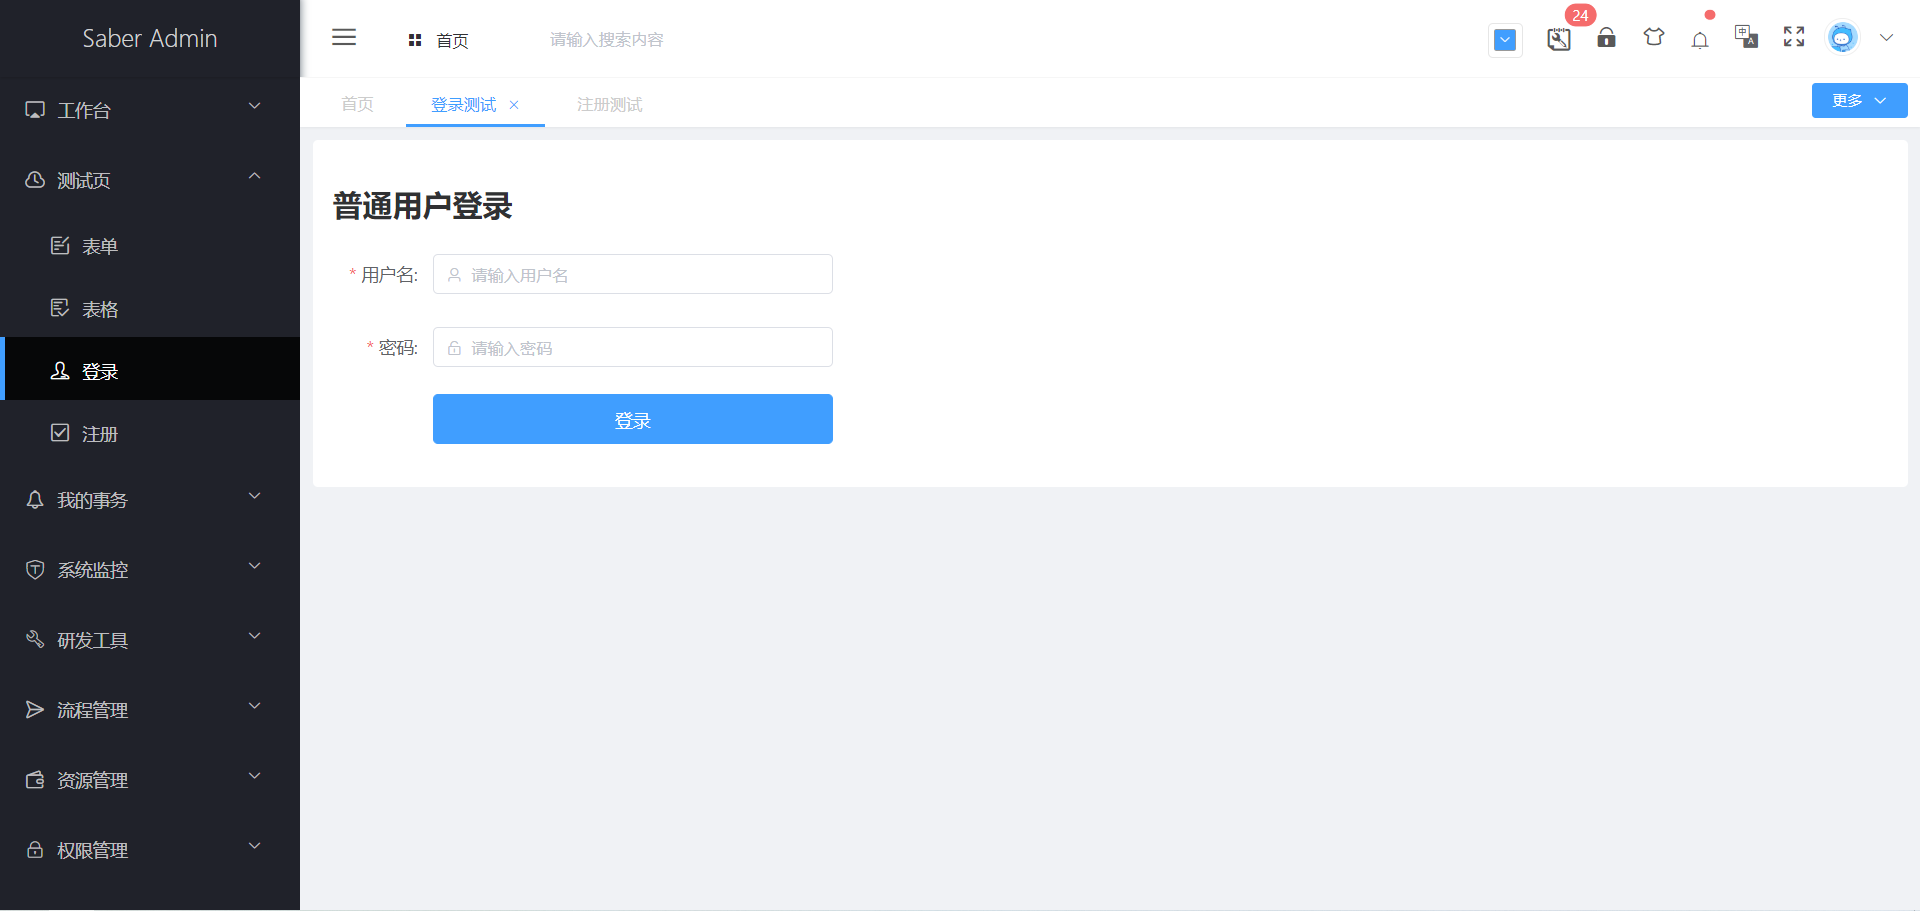 Saber Admin
首页
请输入搜索内容
24
中
A
首页
登录测试
注册测试
更多
工作台
测试页
表单
表格
登录
注册
我的事务
系统监控
研发工具
流程管理
资源管理
权限管理
普通用户登录
* 用户名: 请输入用户名
* 密码: 请输入密码
登录